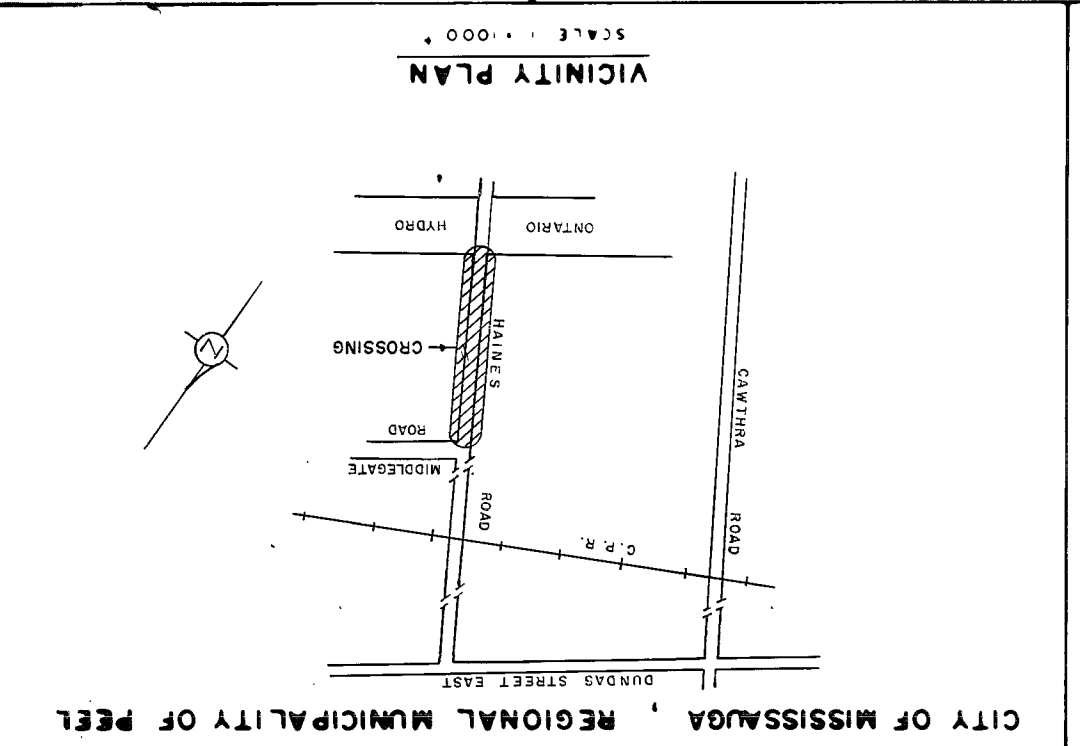 CITY OF MISSISSAUGA, REGIONAL MUNICIPALITY OF PEEL
DUNDAS STREET EAST
C.P.R.
ROAD
ROAD
MIDDLEGATE
ROAD
CAWTHRA
HAINES
CROSSING
N
ONTARIO HYDRO
VICINITY PLAN
SCALE 1:1000